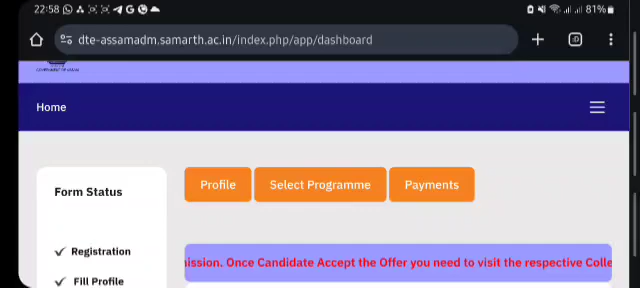 22:58
81%
dte-assamadm.samarth.ac.in/index.php/app/dashboard
:D
Home
Form Status
Profile
Select Programme
Payments
Registration
ission. Once Candidate Accept the Offer you need to visit the respective Colle
Fill Profile